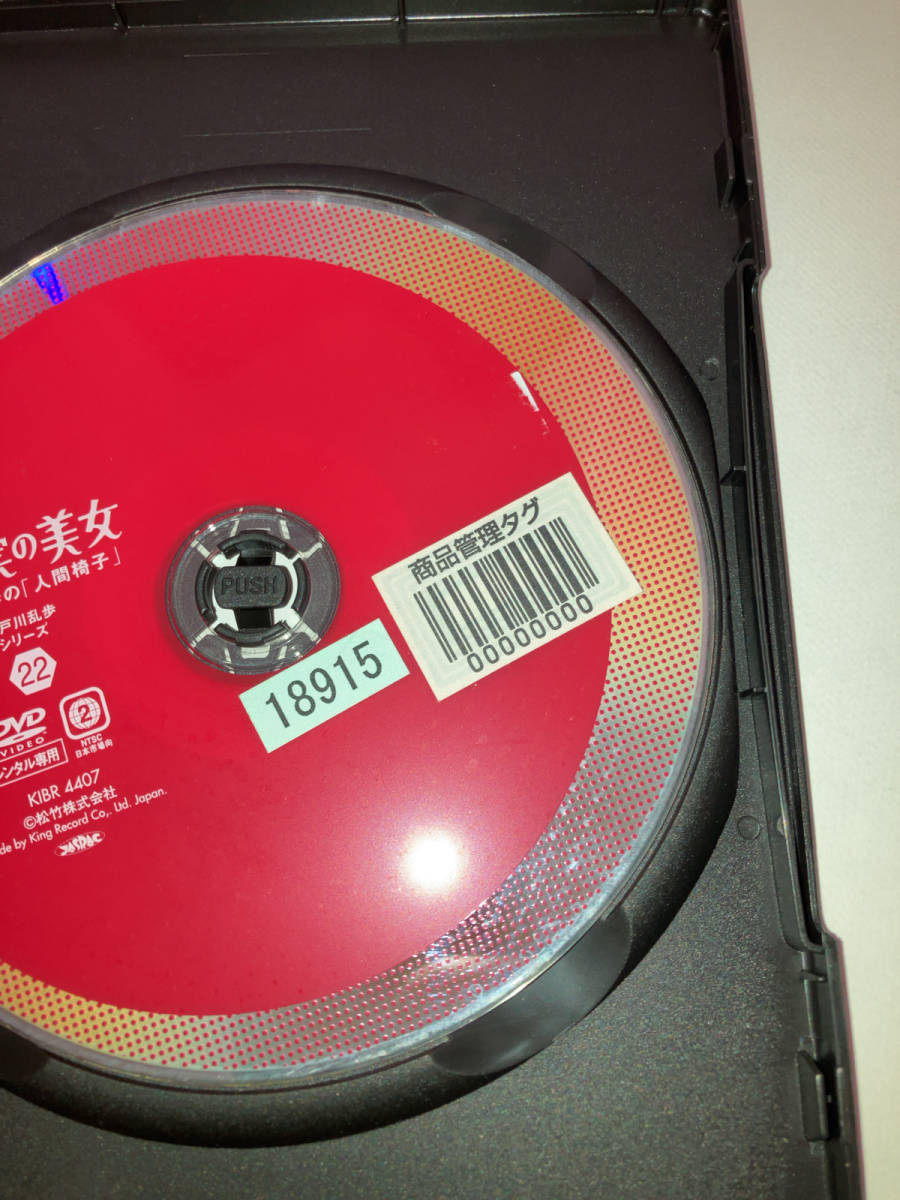 の美女
の「人間椅子」
戸川乱歩
シリーズ
22
DVD
VIDEO
2
NTSC
日本市場向
ンタル専用
KIBR 4407
©松竹株式会社
de by King Record Co,. Ltd. Japan.
PUSH
商品管理タグ
00000000
18915